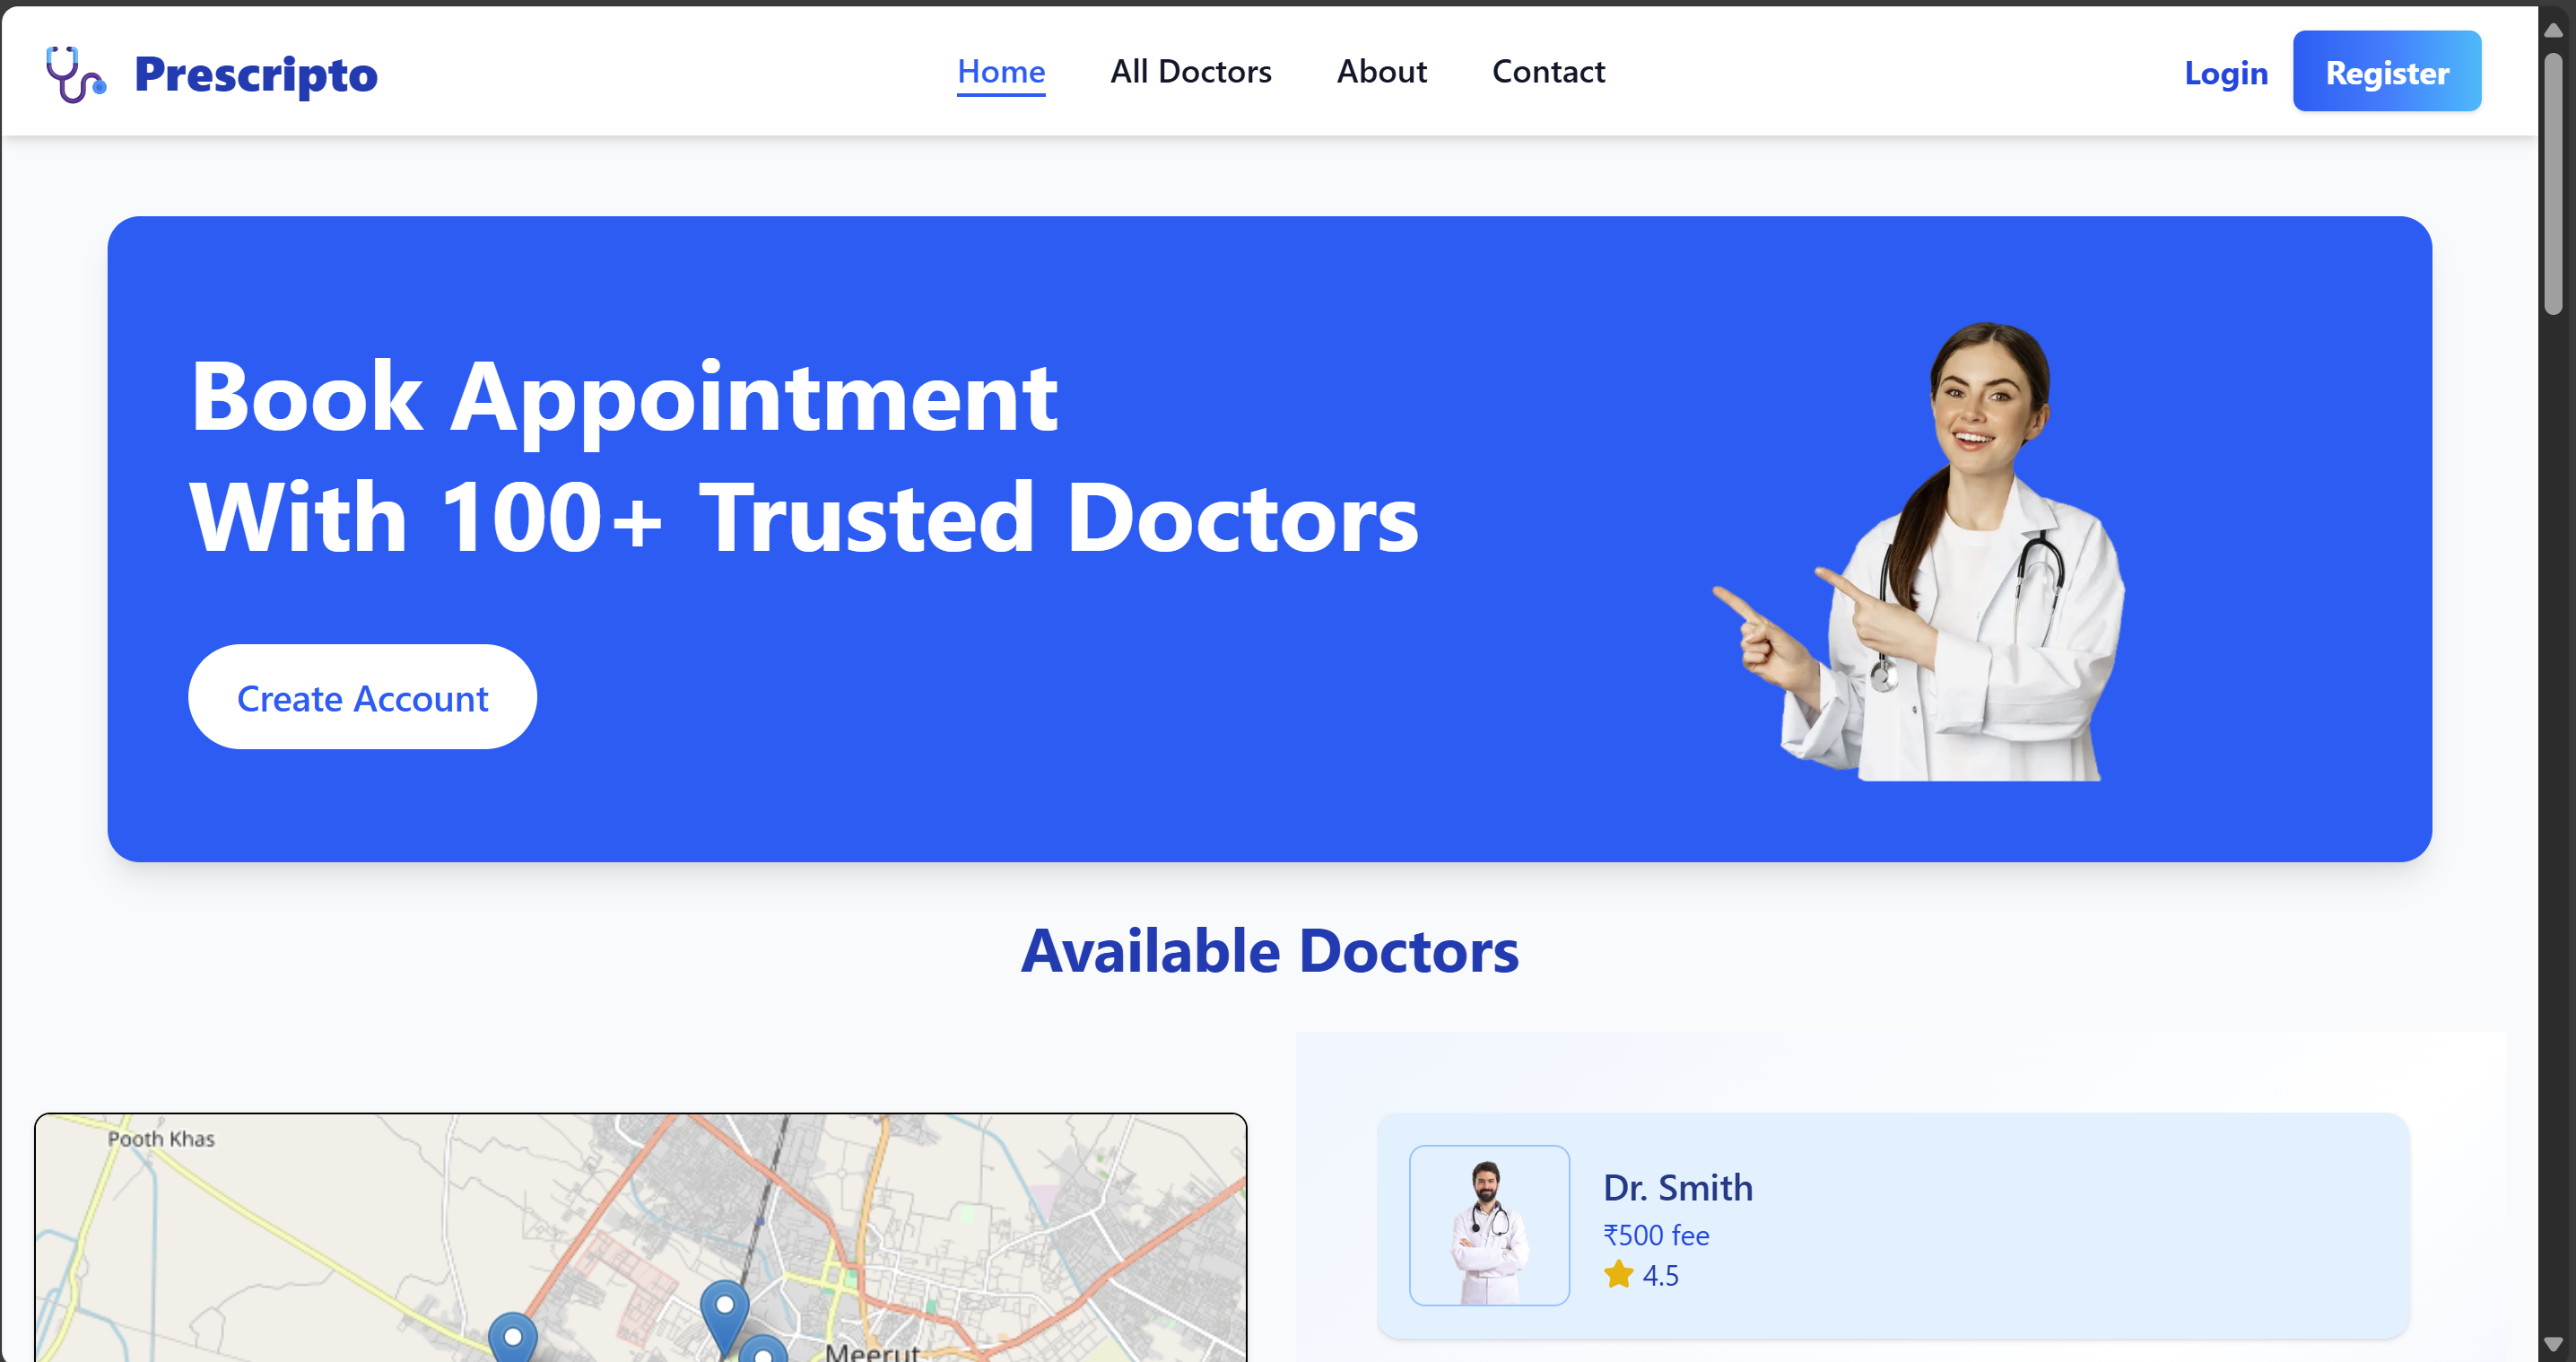 Prescripto
Home
All Doctors
About
Contact
Login
Register
Book Appointment
With 100+ Trusted Doctors
Create Account
Available Doctors
Pooth Khas
Meerut
Dr. Smith
₹500 fee
4.5